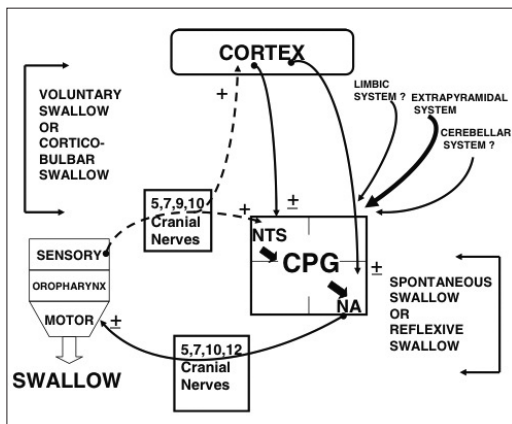 CORTEX
VOLUNTARY
SWALLOW
OR
CORTICO-
BULBAR
SWALLOW
+
LIMBIC
SYSTEM ?
EXTRAPYRAMIDAL
SYSTEM
CEREBELLAR
SYSTEM ?
5,7,9,10
Cranial
Nerves
+
±
NTS
CPG
NA
±
SENSORY
OROPHARYNX
MOTOR
±
SWALLOW
5,7,10,12
Cranial
Nerves
SPONTANEOUS
SWALLOW
OR
REFLEXIVE
SWALLOW